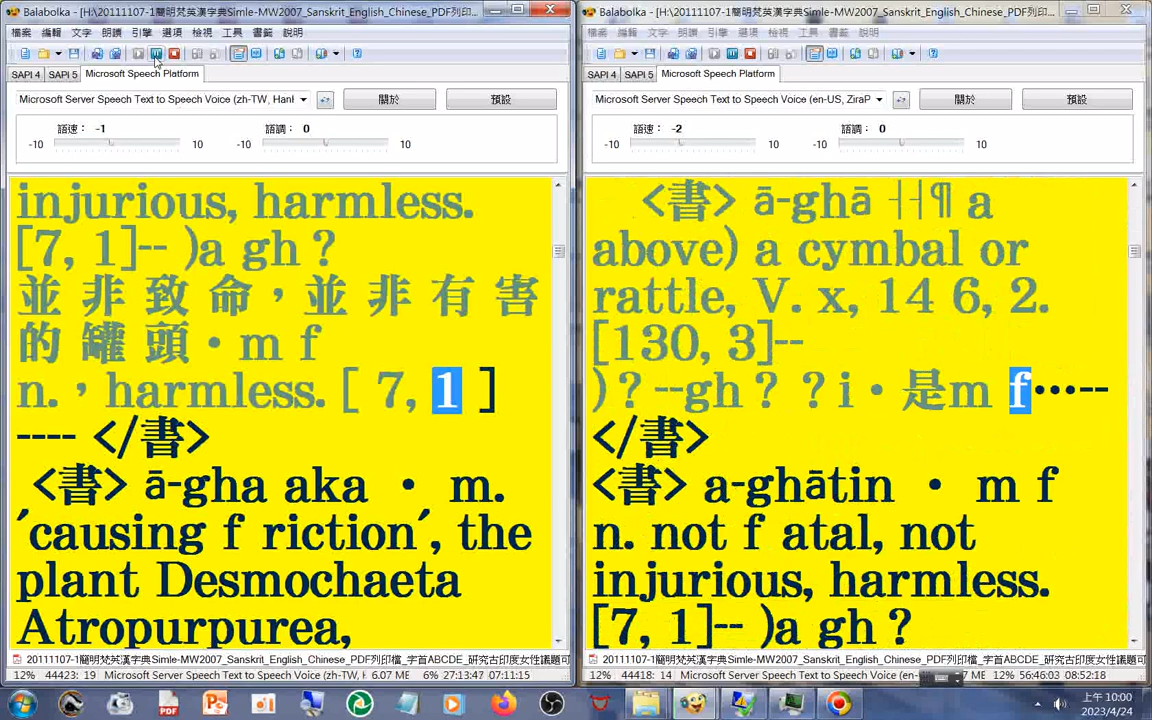 Balabolka - [H:\20111107-1簡明梵英漢字典Simle-MW2007_Sanskrit_English_Chinese_PDF列印...
檔案 編輯 文字 朗讀 引擎 選項 檢視 工具 書籤 說明
SAPI 4 SAPI 5 Microsoft Speech Platform
Microsoft Server Speech Text to Speech Voice (zh-TW, Hanl 關於 預設
語速： -1 語調： 0
-10 10 -10 10
injurious, harmless.
[7, 1]-- )a gh？
並非致命，並非有害
的罐頭•m f
n.，harmless. [ 7, 1 ]
---- </書>
<書> ā-gha aka • m.
´causing f riction´, the
plant Desmochaeta
Atropurpurea,
20111107-1簡明梵英漢字典Simle-MW2007_Sanskrit_English_Chinese_PDF列印檔_字首ABCDE_研究古印度女性議題可
12% 44423: 19 Microsoft Server Speech Text to Speech Voice (zh-TW, H 6.07 ME 6% 27:13:47 07:11:15
Balabolka - [H:\20111107-1簡明梵英漢字典Simle-MW2007_Sanskrit_English_Chinese_PDF列印...
檔案 編輯 文字 朗讀 引擎 選項 檢視 工具 書籤 說明
SAPI 4 SAPI 5 Microsoft Speech Platform
Microsoft Server Speech Text to Speech Voice (en-US, ZiraP 關於 預設
語速： -2 語調： 0
-10 10 -10 10
<書> ā-ghā ┤┤¶ a
above) a cymbal or
rattle, V. x, 14 6, 2.
[130, 3]--
)？--gh？？i•是m f…--
</書>
<書> a-ghātin • m f
n. not f atal, not
injurious, harmless.
[7, 1]-- )a gh？
20111107-1簡明梵英漢字典Simle-MW2007_Sanskrit_English_Chinese_PDF列印檔_字首ABCDE_研究古印度女性議題可
12% 44418: 14 Microsoft Server Speech Text to Speech Voice (en-us, 12% 56:46:03 08:52:18
上午 10:00
2023/4/24